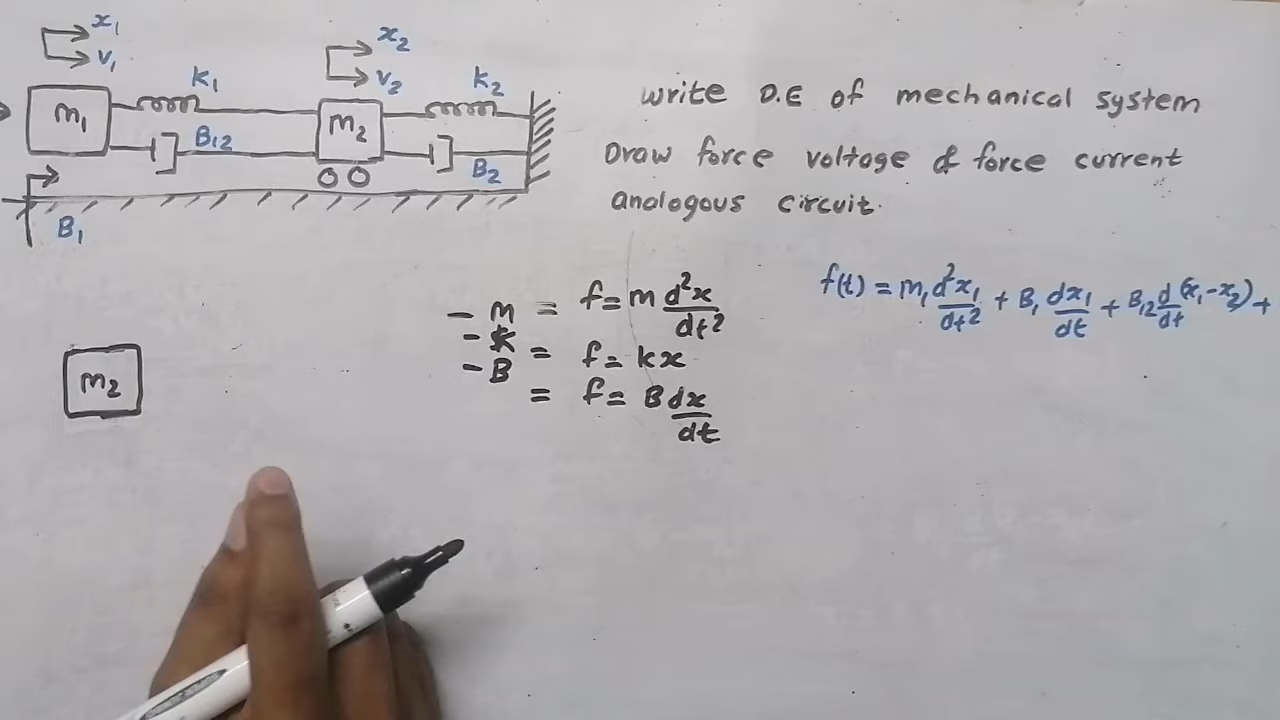 x1
v1
x2
v2
K1
K2
m1
m2
B12
B2
B1
write D.E of mechanical system
Draw force voltage & force current
analogous circuit.
f(t) = m1 d²x1/dt² + B1 dx1/dt + B12 d/dt (x1-x2) +
- m = f = m d²x/dt²
- K = f = kx
- B = f = B dx/dt
m2